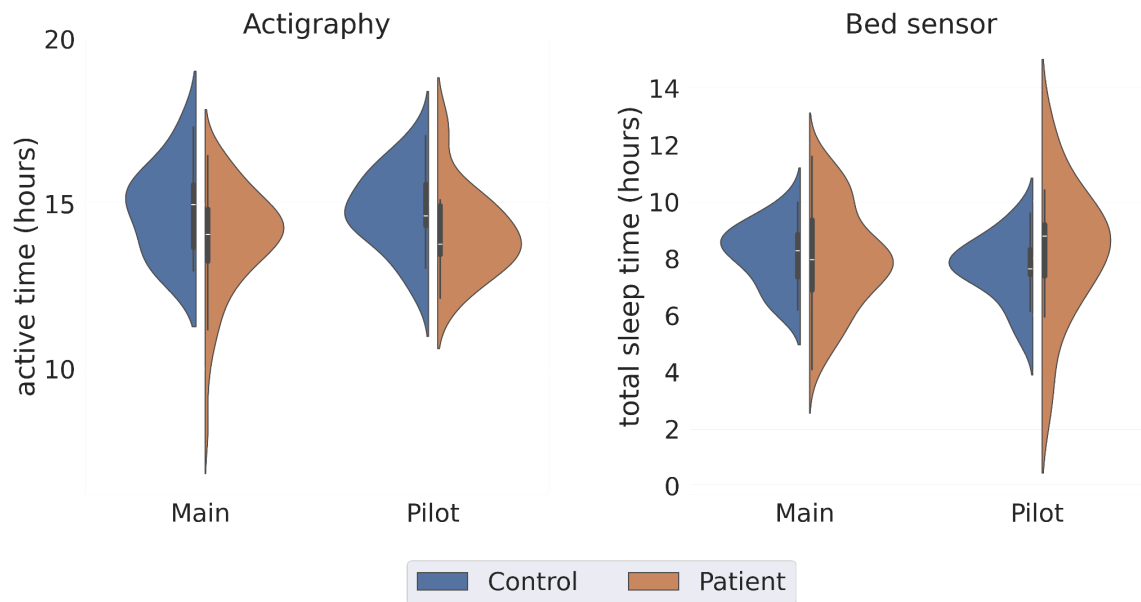 Actigraphy
active time (hours)
20
15
10
Main
Pilot
Bed sensor
total sleep time (hours)
14
12
10
8
6
4
2
0
Main
Pilot
Control
Patient